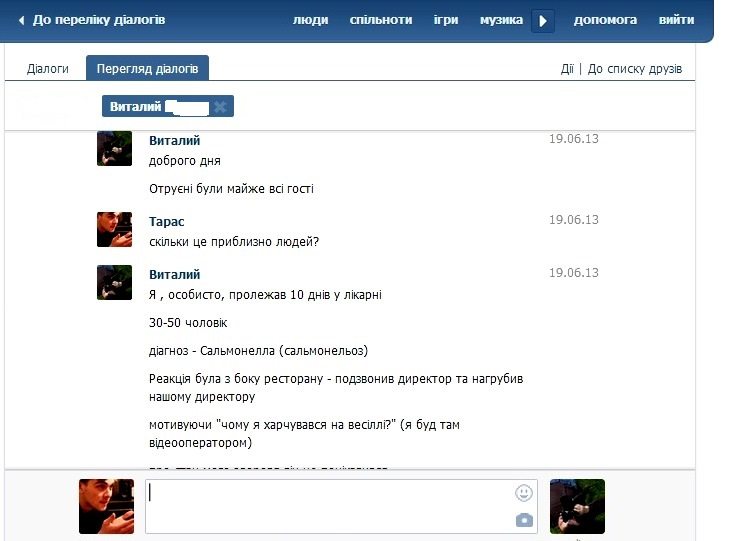 До переліку діалогів
люди спільноти ігри музика допомога вийти
Діалоги Перегляд діалогів Дії | До списку друзів
Виталий
Виталий 19.06.13
доброго дня
Отруєні були майже всі гості
Тарас 19.06.13
скільки це приблизно людей?
Виталий 19.06.13
Я , особисто, пролежав 10 днів у лікарні
30-50 чоловік
діагноз - Сальмонелла (сальмонельоз)
Реакція була з боку ресторану - подзвонив директор та нагрубив
нашому директору
мотивуючи "чому я харчувався на весіллі?" (я буд там
відеооператором)